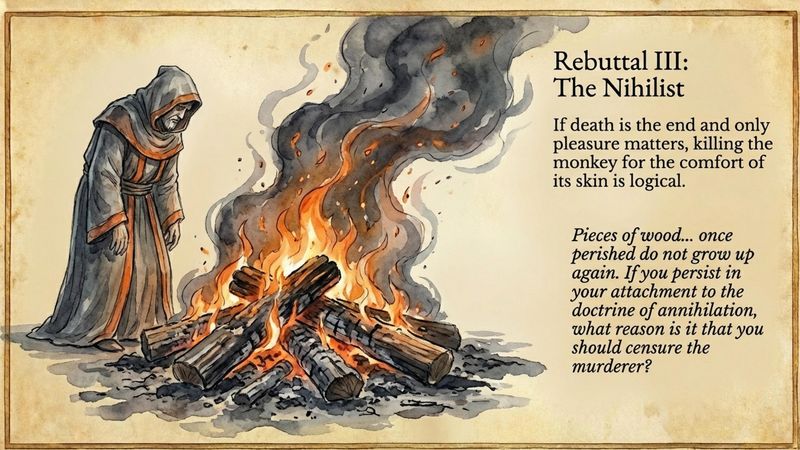 Rebuttal III:
The Nihilist
If death is the end and only
pleasure matters, killing the
monkey for the comfort of
its skin is logical.
Pieces of wood... once
perished do not grow up
again. If you persist in
your attachment to the
doctrine of annihilation,
what reason is it that you
should censure the
murderer?